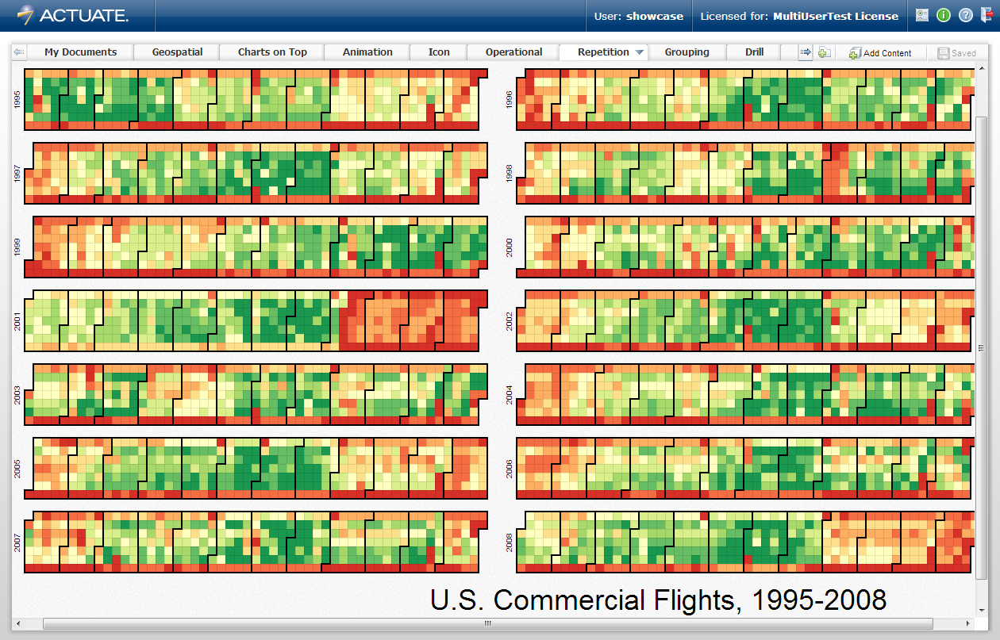 ACTUATE.
User: showcase
Licensed for: MultiUserTest License
My Documents
Geospatial
Charts on Top
Animation
Icon
Operational
Repetition
Grouping
Drill
Add Content
Saved
1995
1996
1997
1998
1999
2000
2001
2002
2003
2004
2005
2006
2007
2008
U.S. Commercial Flights, 1995-2008